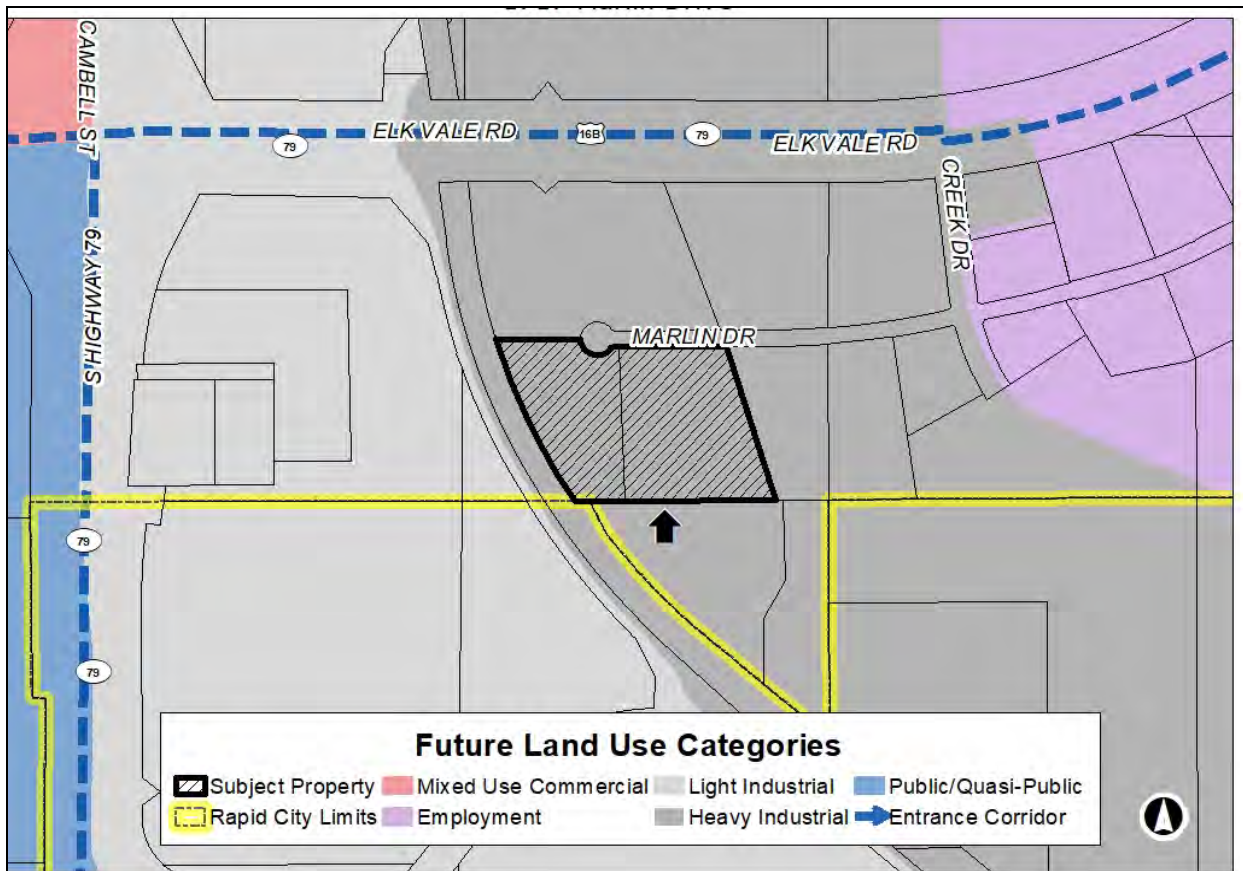 CAMBELL ST
ELK VALE RD
16B
79
ELK VALE RD
79
CREEK DR
S HIGHWAY 79
MARLIN DR
79
79
Future Land Use Categories
Subject Property
Mixed Use Commercial
Light Industrial
Public/Quasi-Public
Rapid City Limits
Employment
Heavy Industrial
Entrance Corridor